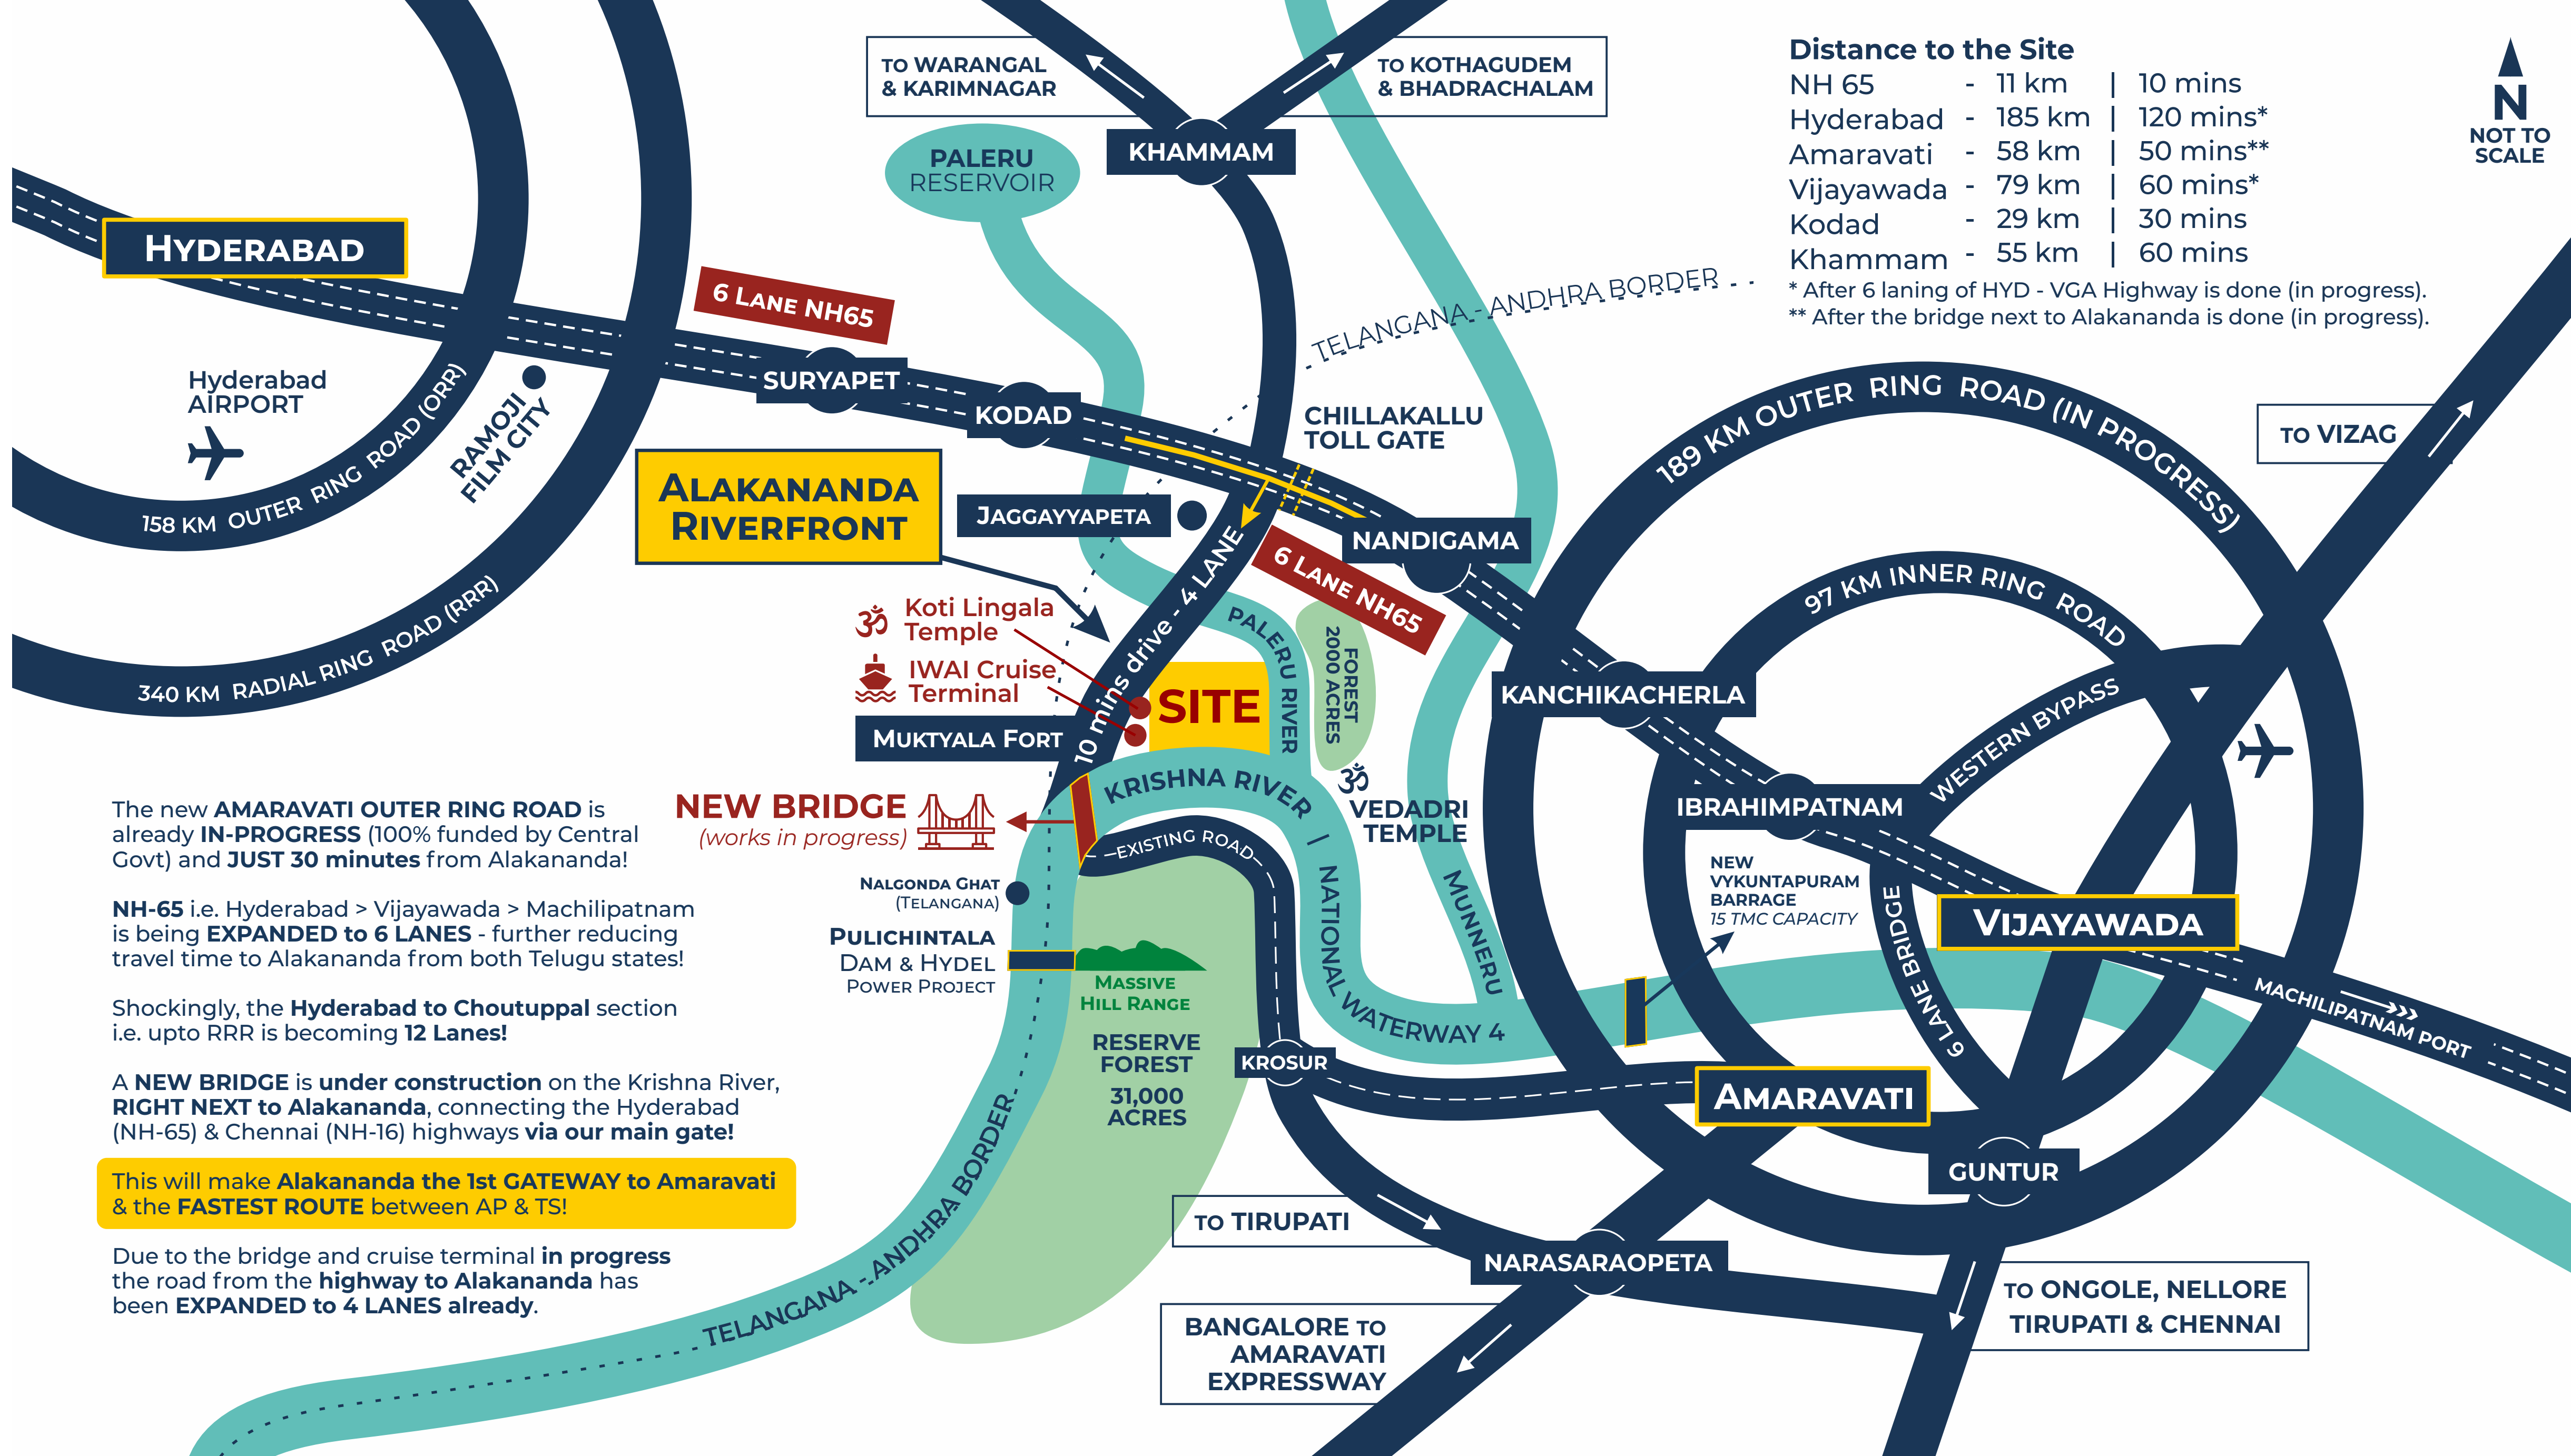 TO WARANGAL
& KARIMNAGAR
TO KOTHAGUDEM
& BHADRACHALAM
KHAMMAM
PALERU
RESERVOIR
Distance to the Site
NH 65 - 11 km | 10 mins
Hyderabad - 185 km | 120 mins*
Amaravati - 58 km | 50 mins**
Vijayawada - 79 km | 60 mins*
Kodad - 29 km | 30 mins
Khammam - 55 km | 60 mins
* After 6 laning of HYD - VGA Highway is done (in progress).
** After the bridge next to Alakananda is done (in progress).
N
NOT TO
SCALE
HYDERABAD
6 LANE NH65
TELANGANA - ANDHRA BORDER
Hyderabad
AIRPORT
RAMOJI
FILM CITY
158 KM OUTER RING ROAD (ORR)
340 KM RADIAL RING ROAD (RRR)
SURYAPET
KODAD
CHILLAKALLU
TOLL GATE
ALAKANANDA
RIVERFRONT
JAGGAYYAPETA
NANDIGAMA
6 LANE NH65
10 mins drive - 4 LANE
189 KM OUTER RING ROAD (IN PROGRESS)
97 KM INNER RING ROAD
TO VIZAG
Koti Lingala
Temple
IWAI Cruise
Terminal
MUKTYALA FORT
SITE
PALERU RIVER
FOREST
2000 ACRES
ॐ
ॐ
VEDADRI
TEMPLE
KANCHIKACHERLA
WESTERN BYPASS
IBRAHIMPATNAM
KRISHNA RIVER | NATIONAL WATERWAY 4
NEW BRIDGE
(works in progress)
EXISTING ROAD
NALGONDA GHAT
(TELANGANA)
PULICHINTALA
DAM & HYDEL
POWER PROJECT
MASSIVE
HILL RANGE
RESERVE
FOREST
31,000
ACRES
MUNNERU
NEW
VYKUNTAPURAM
BARRAGE
15 TMC CAPACITY
6 LANE BRIDGE
VIJAYAWADA
MACHILIPATNAM PORT
KROSUR
AMARAVATI
GUNTUR
TO TIRUPATI
NARASARAOPETA
BANGALORE TO
AMARAVATI
EXPRESSWAY
TO ONGOLE, NELLORE
TIRUPATI & CHENNAI
TELANGANA - ANDHRA BORDER
The new AMARAVATI OUTER RING ROAD is
already IN-PROGRESS (100% funded by Central
Govt) and JUST 30 minutes from Alakananda!
NH-65 i.e. Hyderabad > Vijayawada > Machilipatnam
is being EXPANDED to 6 LANES - further reducing
travel time to Alakananda from both Telugu states!
Shockingly, the Hyderabad to Choutuppal section
i.e. upto RRR is becoming 12 Lanes!
A NEW BRIDGE is under construction on the Krishna River,
RIGHT NEXT to Alakananda, connecting the Hyderabad
(NH-65) & Chennai (NH-16) highways via our main gate!
This will make Alakananda the 1st GATEWAY to Amaravati
& the FASTEST ROUTE between AP & TS!
Due to the bridge and cruise terminal in progress
the road from the highway to Alakananda has
been EXPANDED to 4 LANES already.